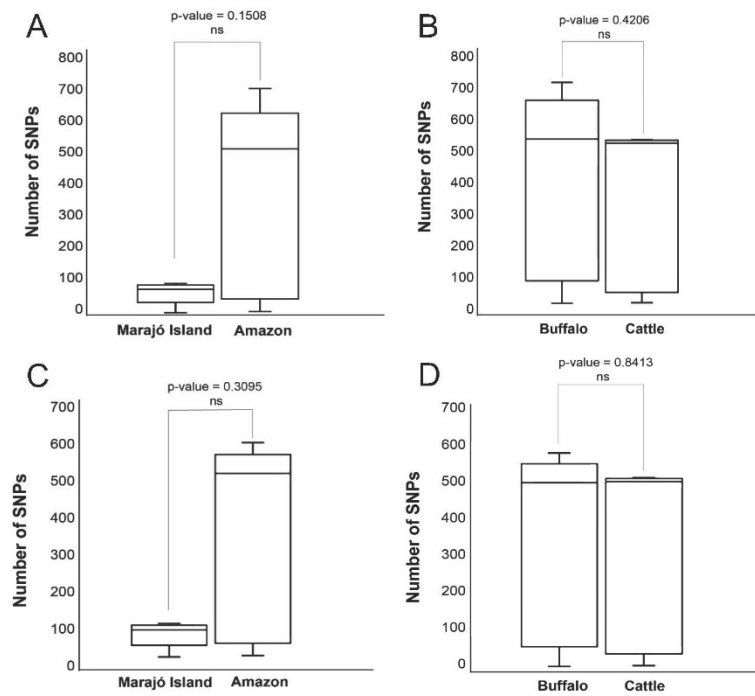 A
p-value = 0.1508
ns
Number of SNPs
800
700
600
500
400
300
200
100
0
Marajó Island
Amazon
B
p-value = 0.4206
ns
Number of SNPs
800
700
600
500
400
300
200
100
0
Buffalo
Cattle
C
p-value = 0.3095
ns
Number of SNPs
700
600
500
400
300
200
100
0
Marajó Island
Amazon
D
p-value = 0.8413
ns
Number of SNPs
700
600
500
400
300
200
100
0
Buffalo
Cattle